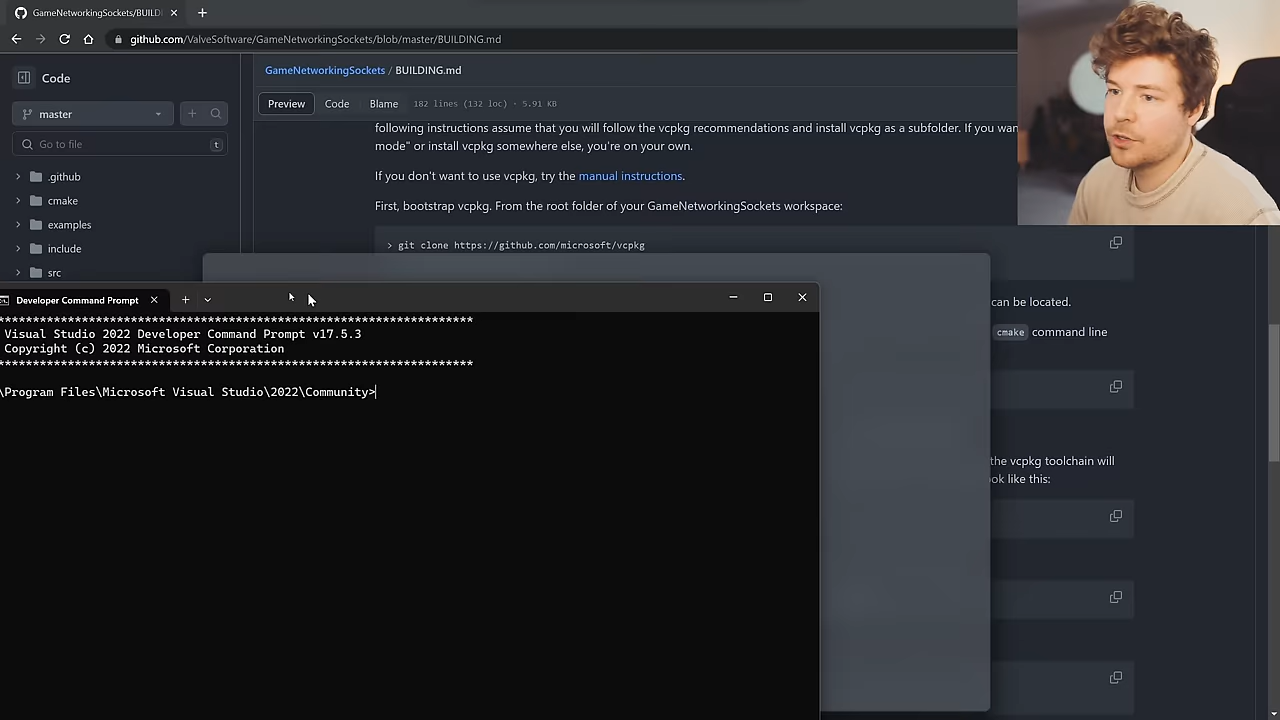 GameNetworkingSockets/BUILD
github.com/ValveSoftware/GameNetworkingSockets/blob/master/BUILDING.md
Code
GameNetworkingSockets / BUILDING.md
master
Preview
Code
Blame
182 lines (132 loc) · 5.91 KB
Go to file
t
.github
cmake
examples
include
src
following instructions assume that you will follow the vcpkg recommendations and install vcpkg as a subfolder. If you wan
mode" or install vcpkg somewhere else, you're on your own.
If you don't want to use vcpkg, try the manual instructions.
First, bootstrap vcpkg. From the root folder of your GameNetworkingSockets workspace:
> git clone https://github.com/microsoft/vcpkg
can be located.
cmake command line
the vcpkg toolchain will
ok like this:
Developer Command Prompt
**********************************************************************
Visual Studio 2022 Developer Command Prompt v17.5.3
Copyright (c) 2022 Microsoft Corporation
**********************************************************************
\Program Files\Microsoft Visual Studio\2022\Community>